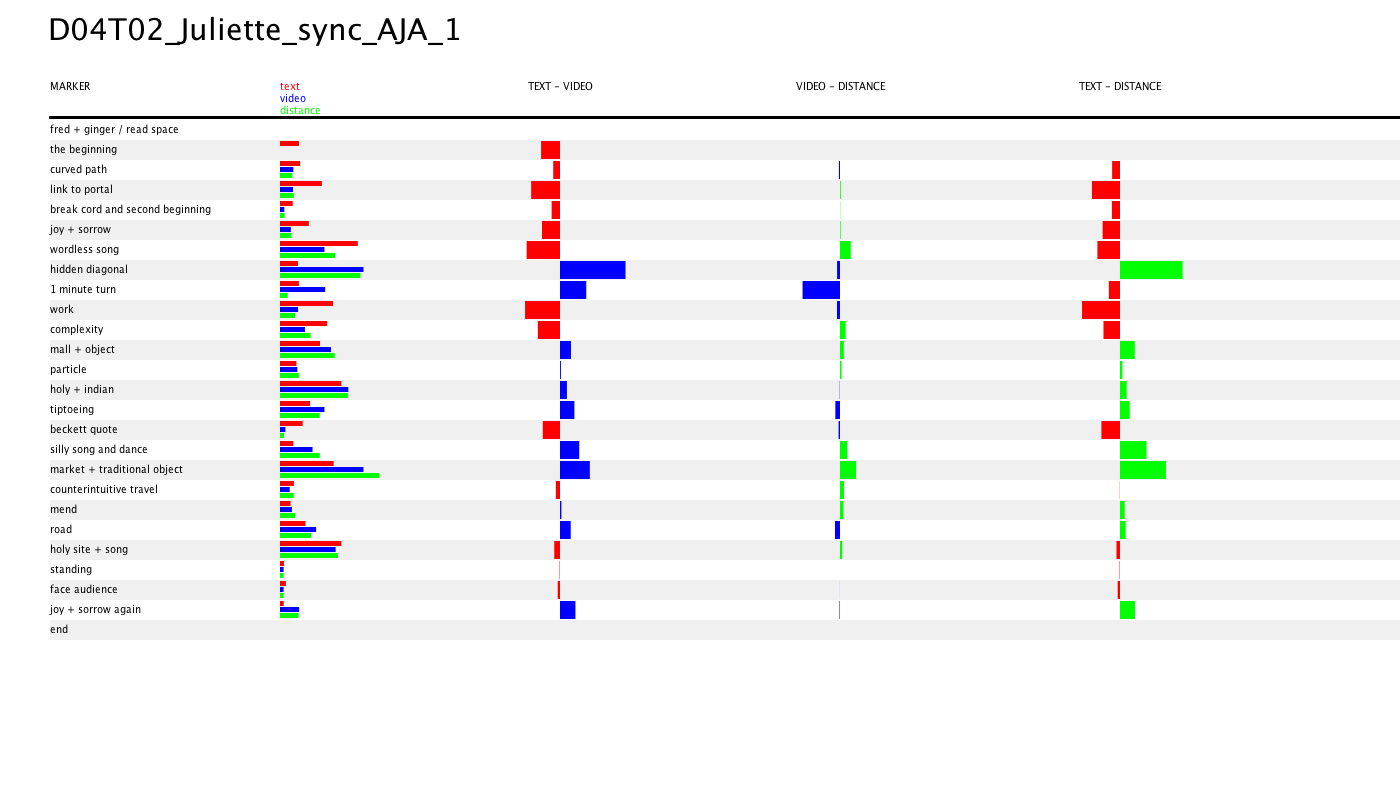 D04T02_Juliette_sync_AJA_1
MARKER text TEXT – VIDEO VIDEO – DISTANCE TEXT – DISTANCE
video
distance
fred + ginger / read space
the beginning
curved path
link to portal
break cord and second beginning
joy + sorrow
wordless song
hidden diagonal
1 minute turn
work
complexity
mall + object
particle
holy + indian
tiptoeing
beckett quote
silly song and dance
market + traditional object
counterintuitive travel
mend
road
holy site + song
standing
face audience
joy + sorrow again
end